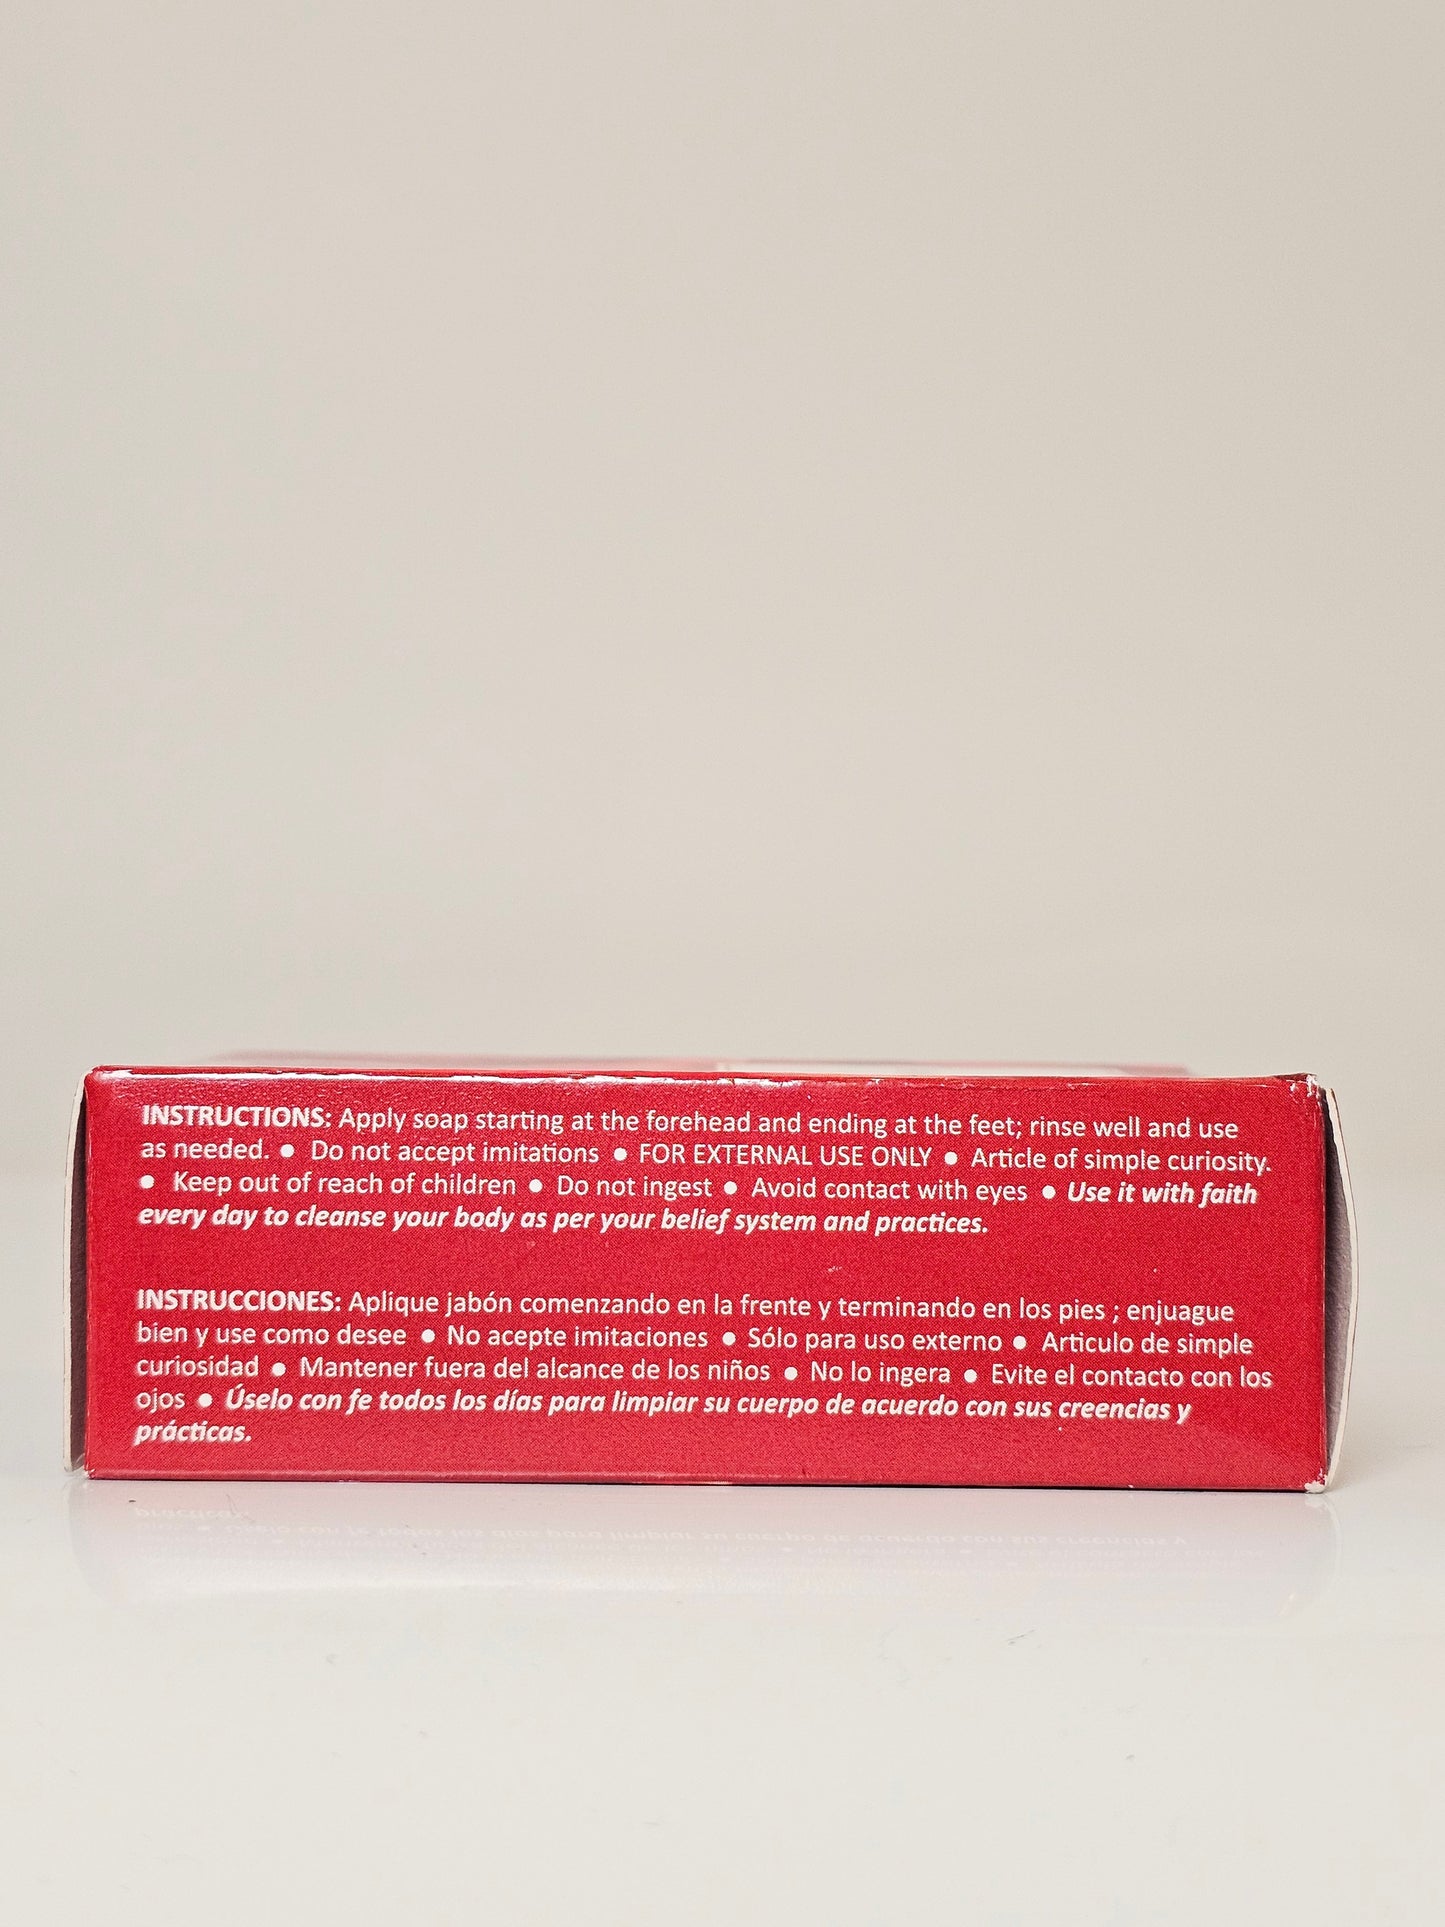 INSTRUCTIONS: Apply soap starting at the forehead and ending at the feet; rinse well and use
as needed. ● Do not accept imitations ● FOR EXTERNAL USE ONLY ● Article of simple curiosity.
● Keep out of reach of children ● Do not ingest ● Avoid contact with eyes ● Use it with faith
every day to cleanse your body as per your belief system and practices.
INSTRUCCIONES: Aplique jabón comenzando en la frente y terminando en los pies ; enjuague
bien y use como desee ● No acepte imitaciones ● Sólo para uso externo ● Articulo de simple
curiosidad ● Mantener fuera del alcance de los niños ● No lo ingera ● Evite el contacto con los
ojos ● Úselo con fe todos los días para limpiar su cuerpo de acuerdo con sus creencias y
prácticas.